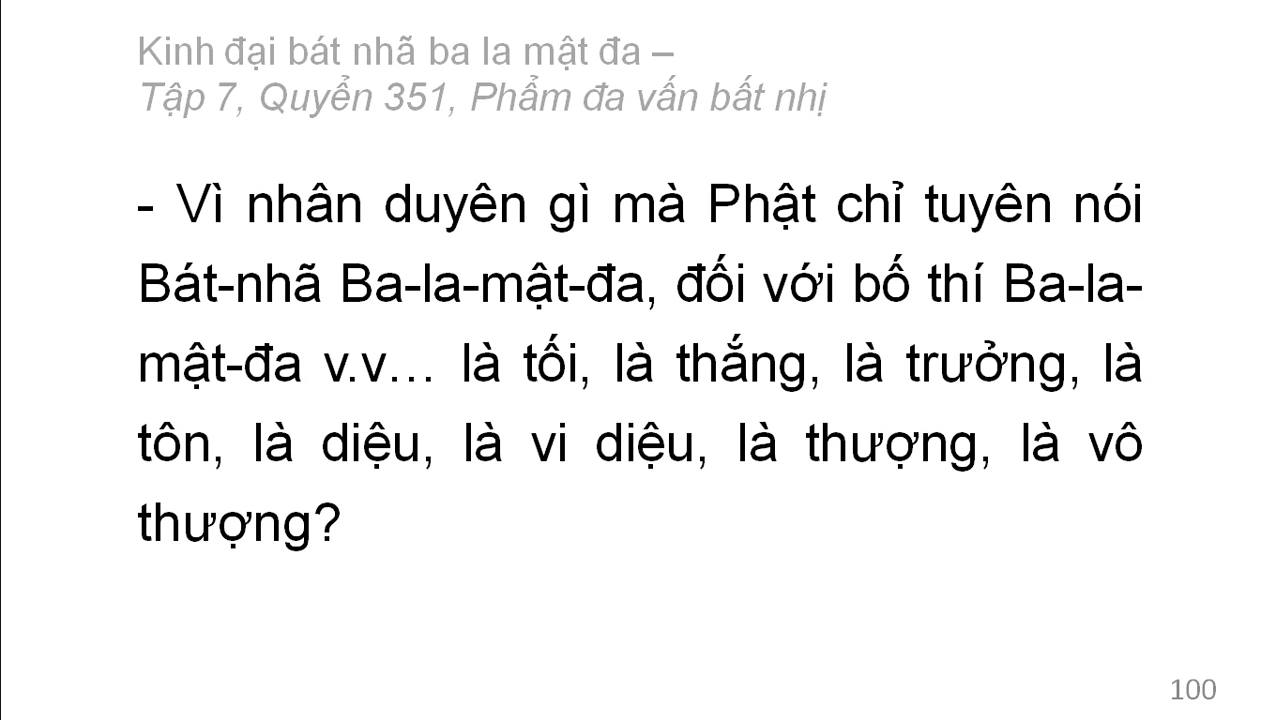 Kinh đại bát nhã ba la mật đa –
Tập 7, Quyển 351, Phẩm đa vấn bất nhị
- Vì nhân duyên gì mà Phật chỉ tuyên nói
Bát-nhã Ba-la-mật-đa, đối với bố thí Ba-la-
mật-đa v.v... là tối, là thắng, là trưởng, là
tôn, là diệu, là vi diệu, là thượng, là vô
thượng?
100